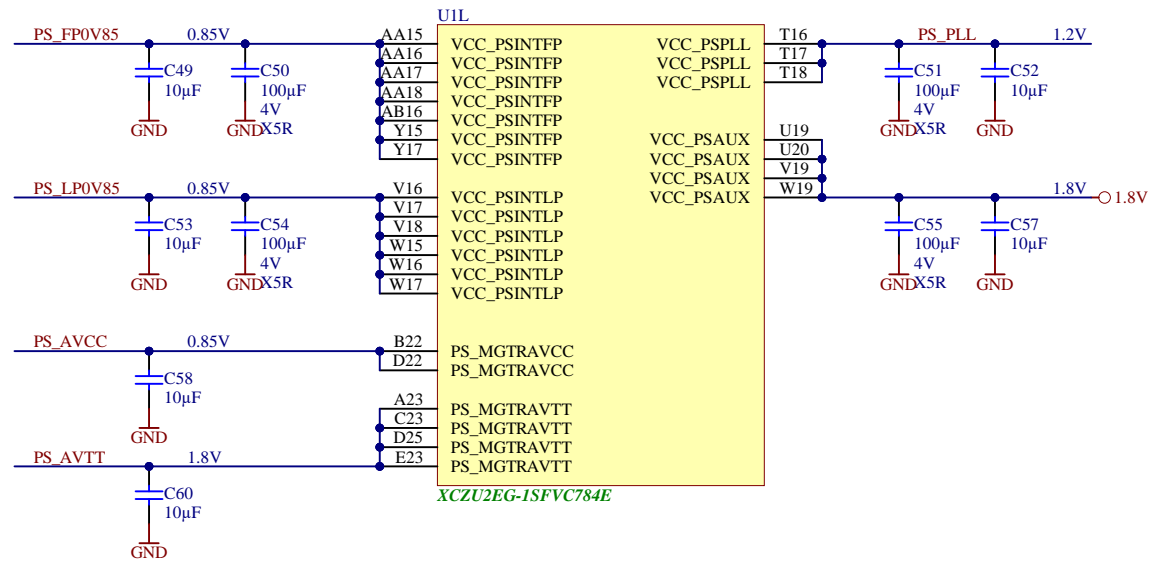 U1L
PS_FP0V85 0.85V AA15 VCC_PSINTFP VCC_PSPLL T16 PS_PLL 1.2V
AA16 VCC_PSINTFP VCC_PSPLL T17
C49 C50 AA17 VCC_PSINTFP VCC_PSPLL T18 C51 C52
10µF 100µF AA18 VCC_PSINTFP 100µF 10µF
4V AB16 VCC_PSINTFP 4V
GND GND X5R Y15 VCC_PSINTFP VCC_PSAUX U19 GND X5R GND
Y17 VCC_PSINTFP VCC_PSAUX U20
VCC_PSAUX V19
PS_LP0V85 0.85V V16 VCC_PSINTLP VCC_PSAUX W19 1.8V 1.8V
V17 VCC_PSINTLP
C53 C54 V18 VCC_PSINTLP C55 C57
10µF 100µF W15 VCC_PSINTLP 100µF 10µF
4V W16 VCC_PSINTLP 4V
GND GND X5R W17 VCC_PSINTLP GND X5R GND
PS_AVCC 0.85V B22 PS_MGTRAVCC
D22 PS_MGTRAVCC
C58
10µF
A23 PS_MGTRAVTT
GND C23 PS_MGTRAVTT
D25 PS_MGTRAVTT
PS_AVTT 1.8V E23 PS_MGTRAVTT
C60
10µF
GND
XCZU2EG-1SFVC784E